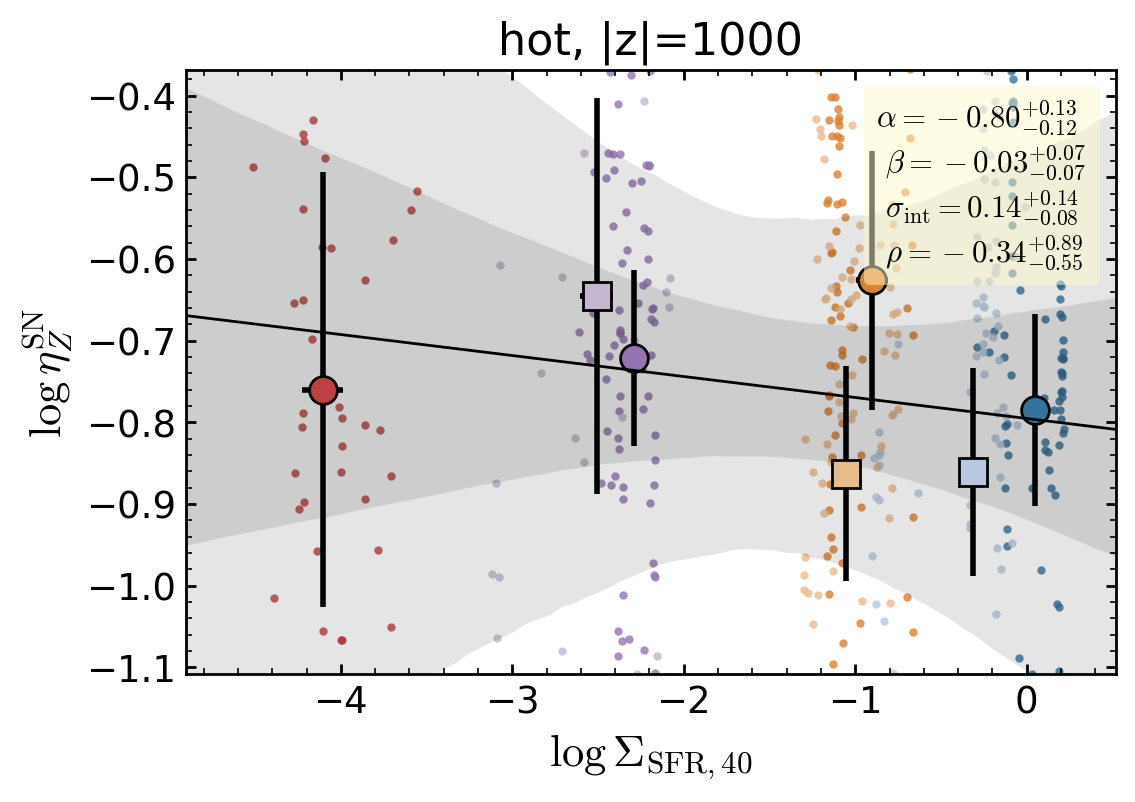 hot, |z|=1000
−0.4
−0.5
−0.6
−0.7
−0.8
−0.9
−1.0
−1.1
log η_Z^SN
α = −0.80^{+0.13}_{−0.12}
β = −0.03^{+0.07}_{−0.07}
σ_int = 0.14^{+0.14}_{−0.08}
ρ = −0.34^{+0.89}_{−0.55}
−4 −3 −2 −1 0
log Σ_{SFR, 40}